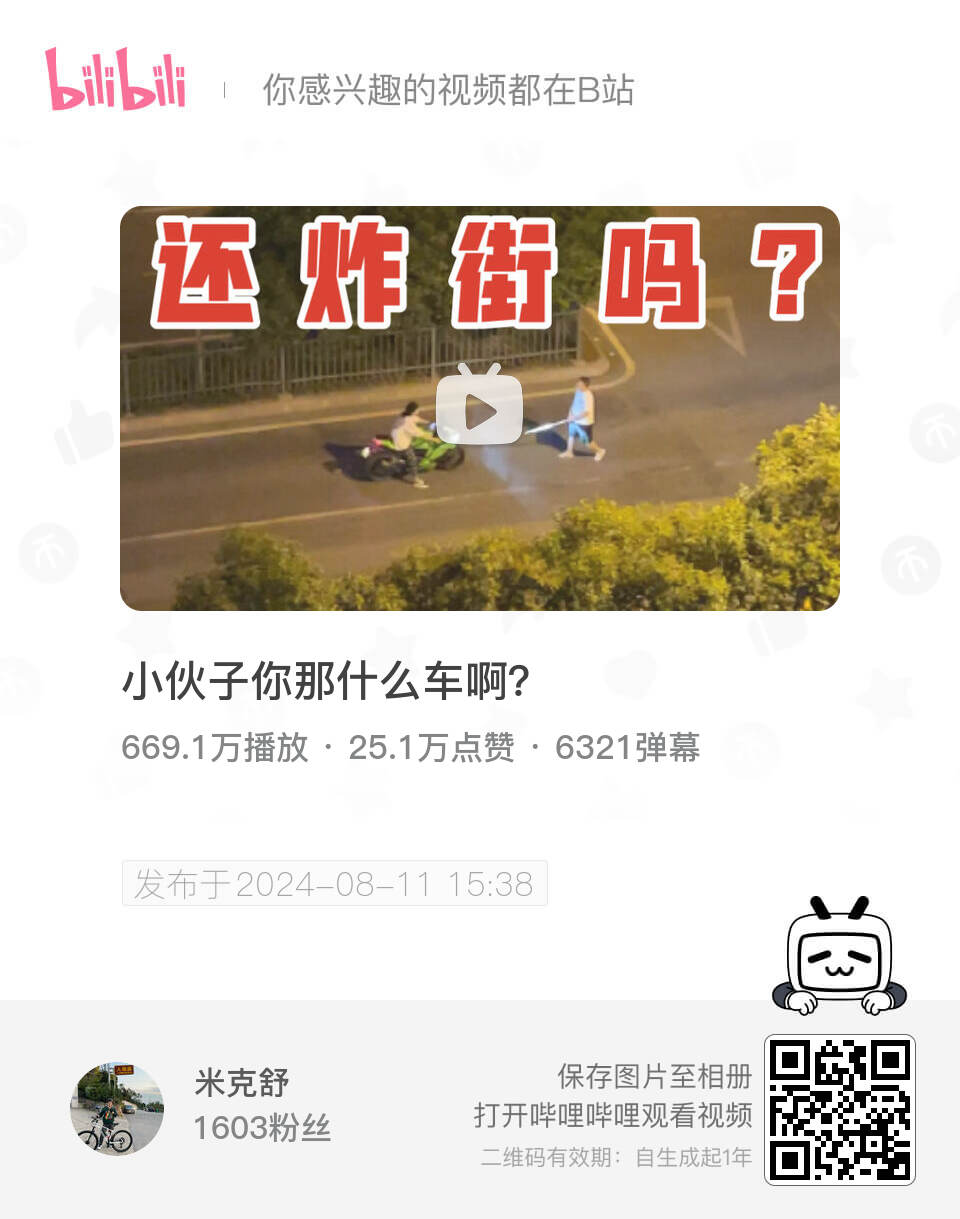 bilibili
你感兴趣的视频都在B站
还炸街吗？
小伙子你那什么车啊?
669.1万播放 · 25.1万点赞 · 6321弹幕
发布于2024-08-11 15:38
米克舒
1603粉丝
保存图片至相册
打开哔哩哔哩观看视频
二维码有效期：自生成起1年